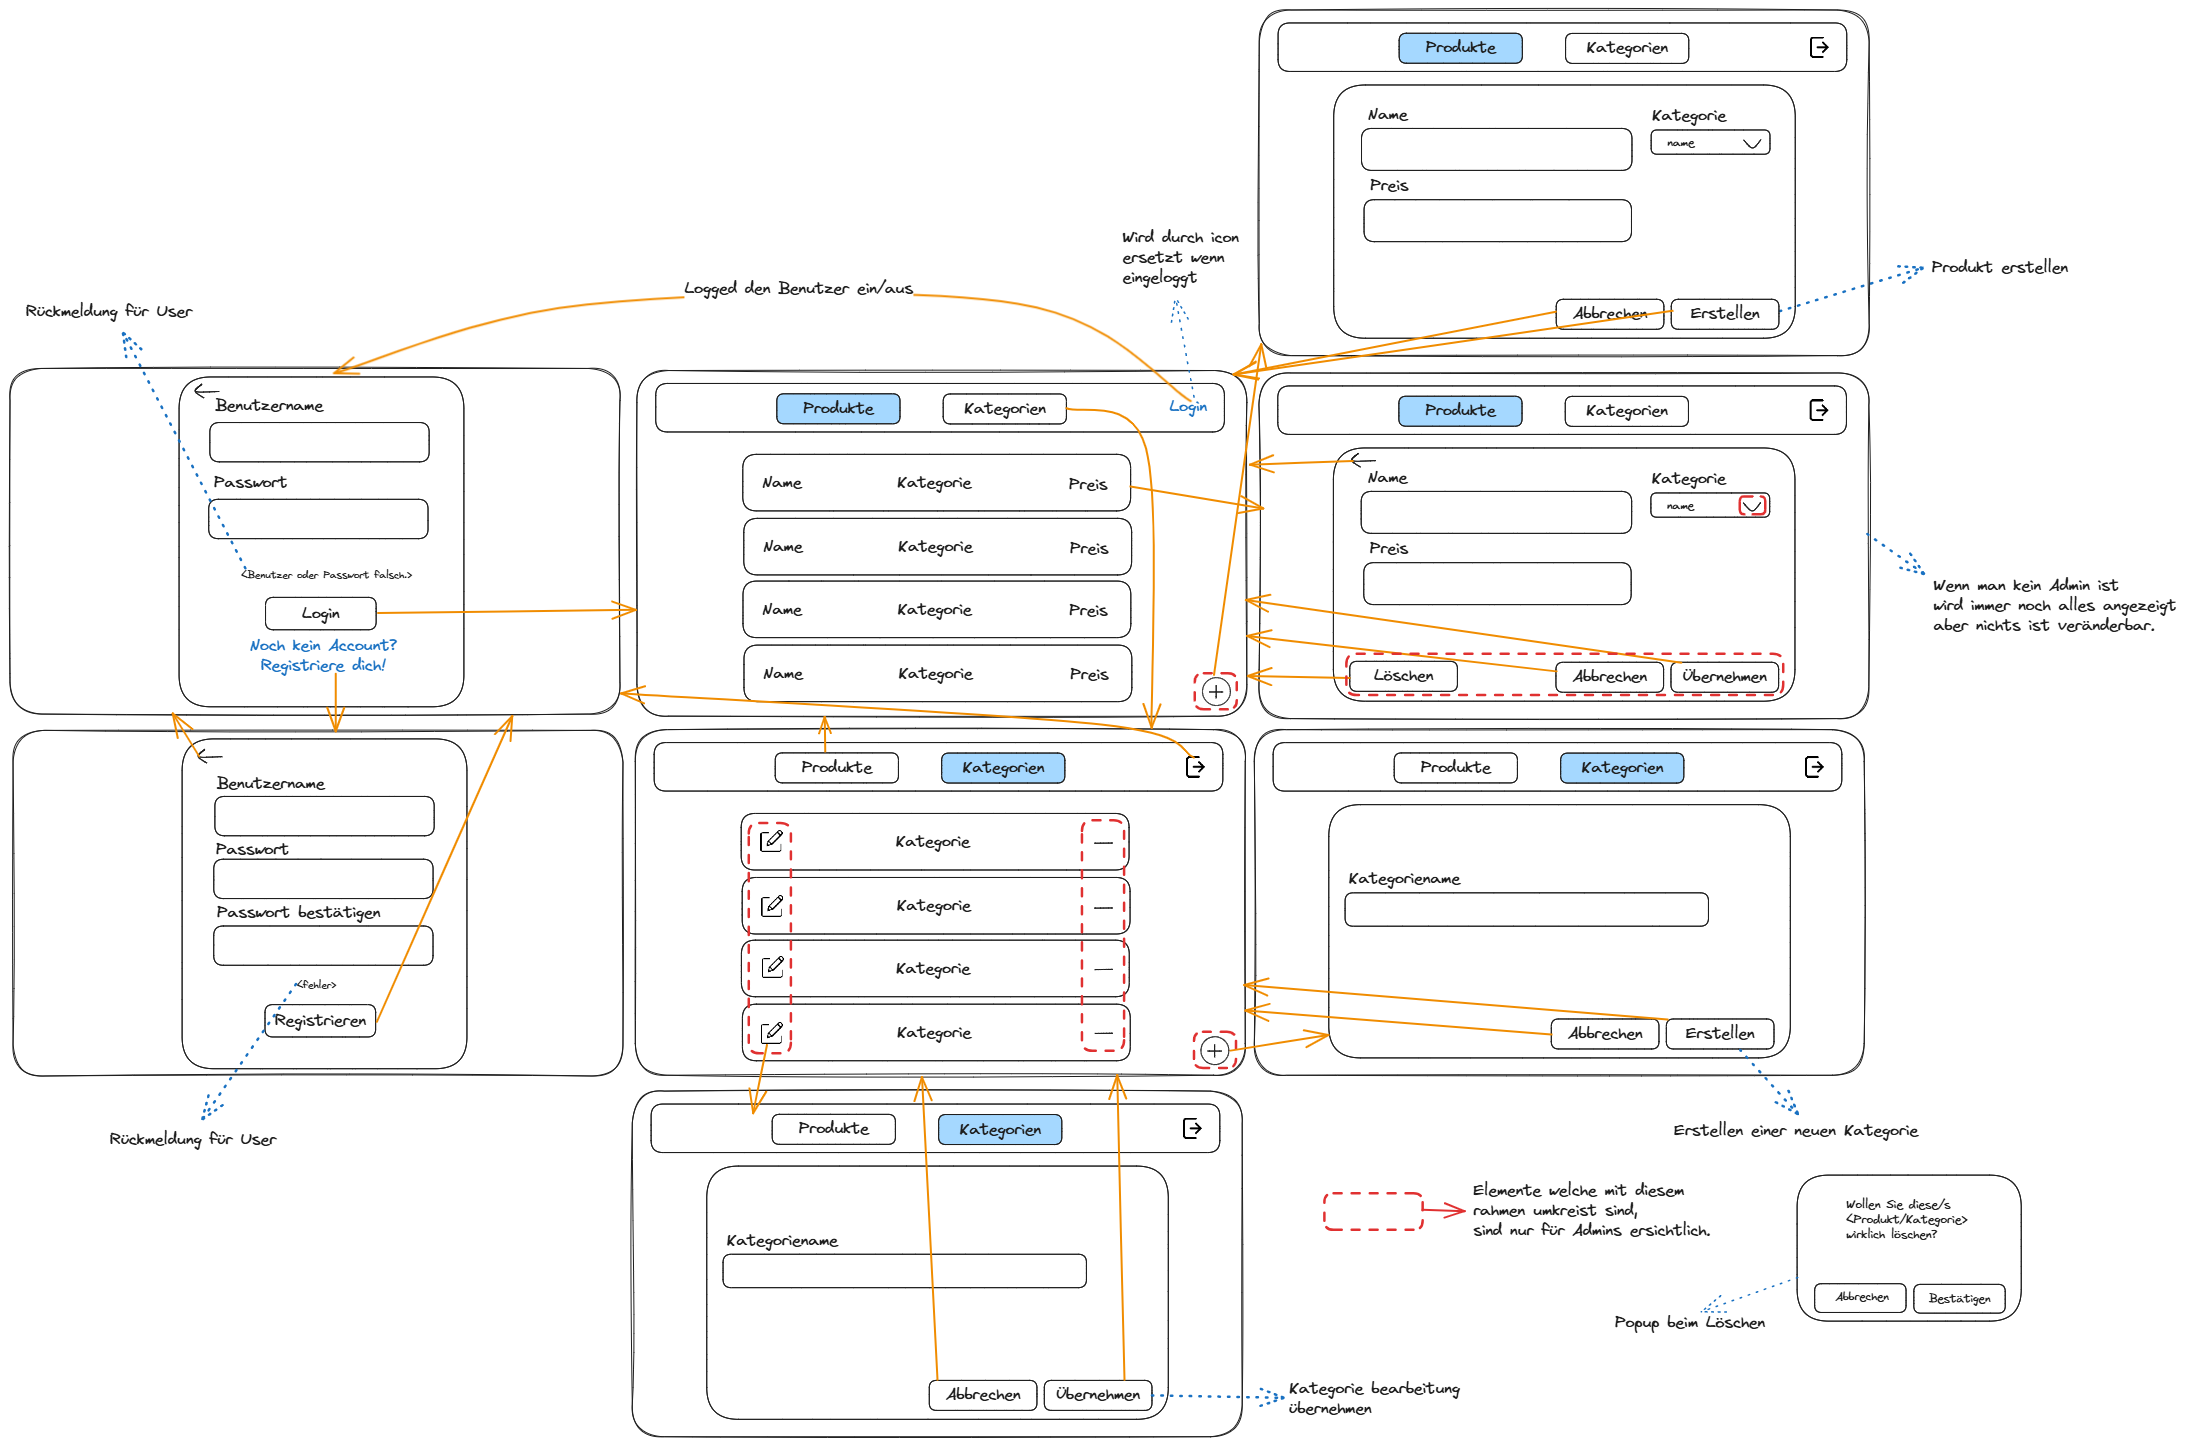 Produkte
Kategorien
Name
Kategorie
name
Preis
Abbrechen
Erstellen
Produkt erstellen
Wird durch icon
ersetzt wenn
eingeloggt
Logged den Benutzer ein/aus
Rückmeldung für User
Benutzername
Passwort
<Benutzer oder Passwort falsch.>
Login
Noch kein Account?
Registriere dich!
Produkte
Kategorien
Login
Name Kategorie Preis
Name Kategorie Preis
Name Kategorie Preis
Name Kategorie Preis
Produkte
Kategorien
Name
Kategorie
name
Preis
Löschen
Abbrechen
Übernehmen
Wenn man kein Admin ist
wird immer noch alles angezeigt
aber nichts ist veränderbar.
Benutzername
Passwort
Passwort bestätigen
<fehler>
Registrieren
Rückmeldung für User
Produkte
Kategorien
Kategorie
Kategorie
Kategorie
Kategorie
Produkte
Kategorien
Kategoriename
Abbrechen
Erstellen
Erstellen einer neuen Kategorie
Produkte
Kategorien
Kategoriename
Abbrechen
Übernehmen
Kategorie bearbeitung
übernehmen
Elemente welche mit diesem
rahmen umkreist sind,
sind nur für Admins ersichtlich.
Wollen Sie diese/s
<Produkt/Kategorie>
wirklich löschen?
Abbrechen
Bestätigen
Popup beim Löschen